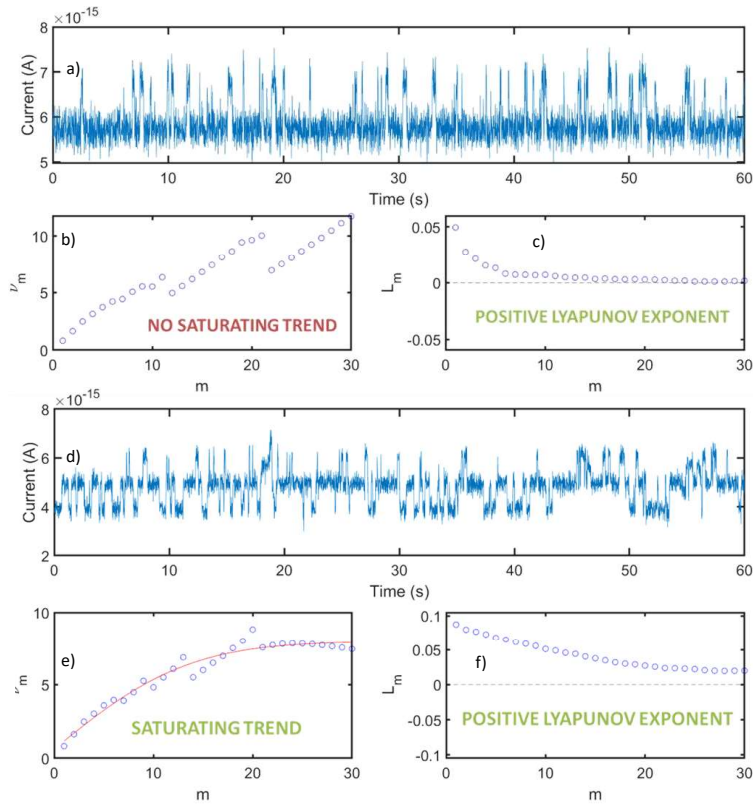 ×10-15
8
7
6
5
Current (A)
a)
0 10 20 30 40 50 60
Time (s)
b)
10
5
0
νm
NO SATURATING TREND
0 10 20 30
m
c)
0.05
0
-0.05
Lm
POSITIVE LYAPUNOV EXPONENT
0 10 20 30
m
×10-15
8
6
4
2
Current (A)
d)
0 10 20 30 40 50 60
Time (s)
e)
10
5
0
νm
SATURATING TREND
0 10 20 30
m
f)
0.1
0.05
0
-0.05
-0.1
Lm
POSITIVE LYAPUNOV EXPONENT
0 10 20 30
m